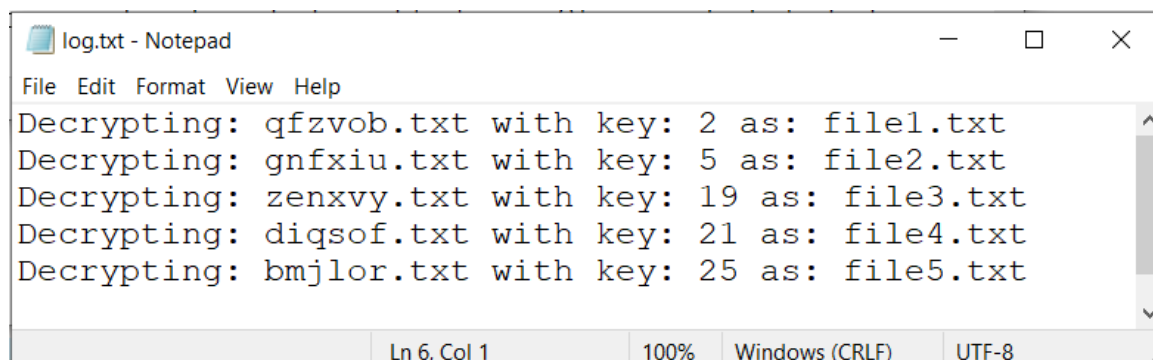 log.txt - Notepad
File Edit Format View Help
Decrypting: qfzvob.txt with key: 2 as: file1.txt
Decrypting: gnfxiu.txt with key: 5 as: file2.txt
Decrypting: zenxvy.txt with key: 19 as: file3.txt
Decrypting: diqsof.txt with key: 21 as: file4.txt
Decrypting: bmjlor.txt with key: 25 as: file5.txt
Ln 6, Col 1 100% Windows (CRLF) UTF-8